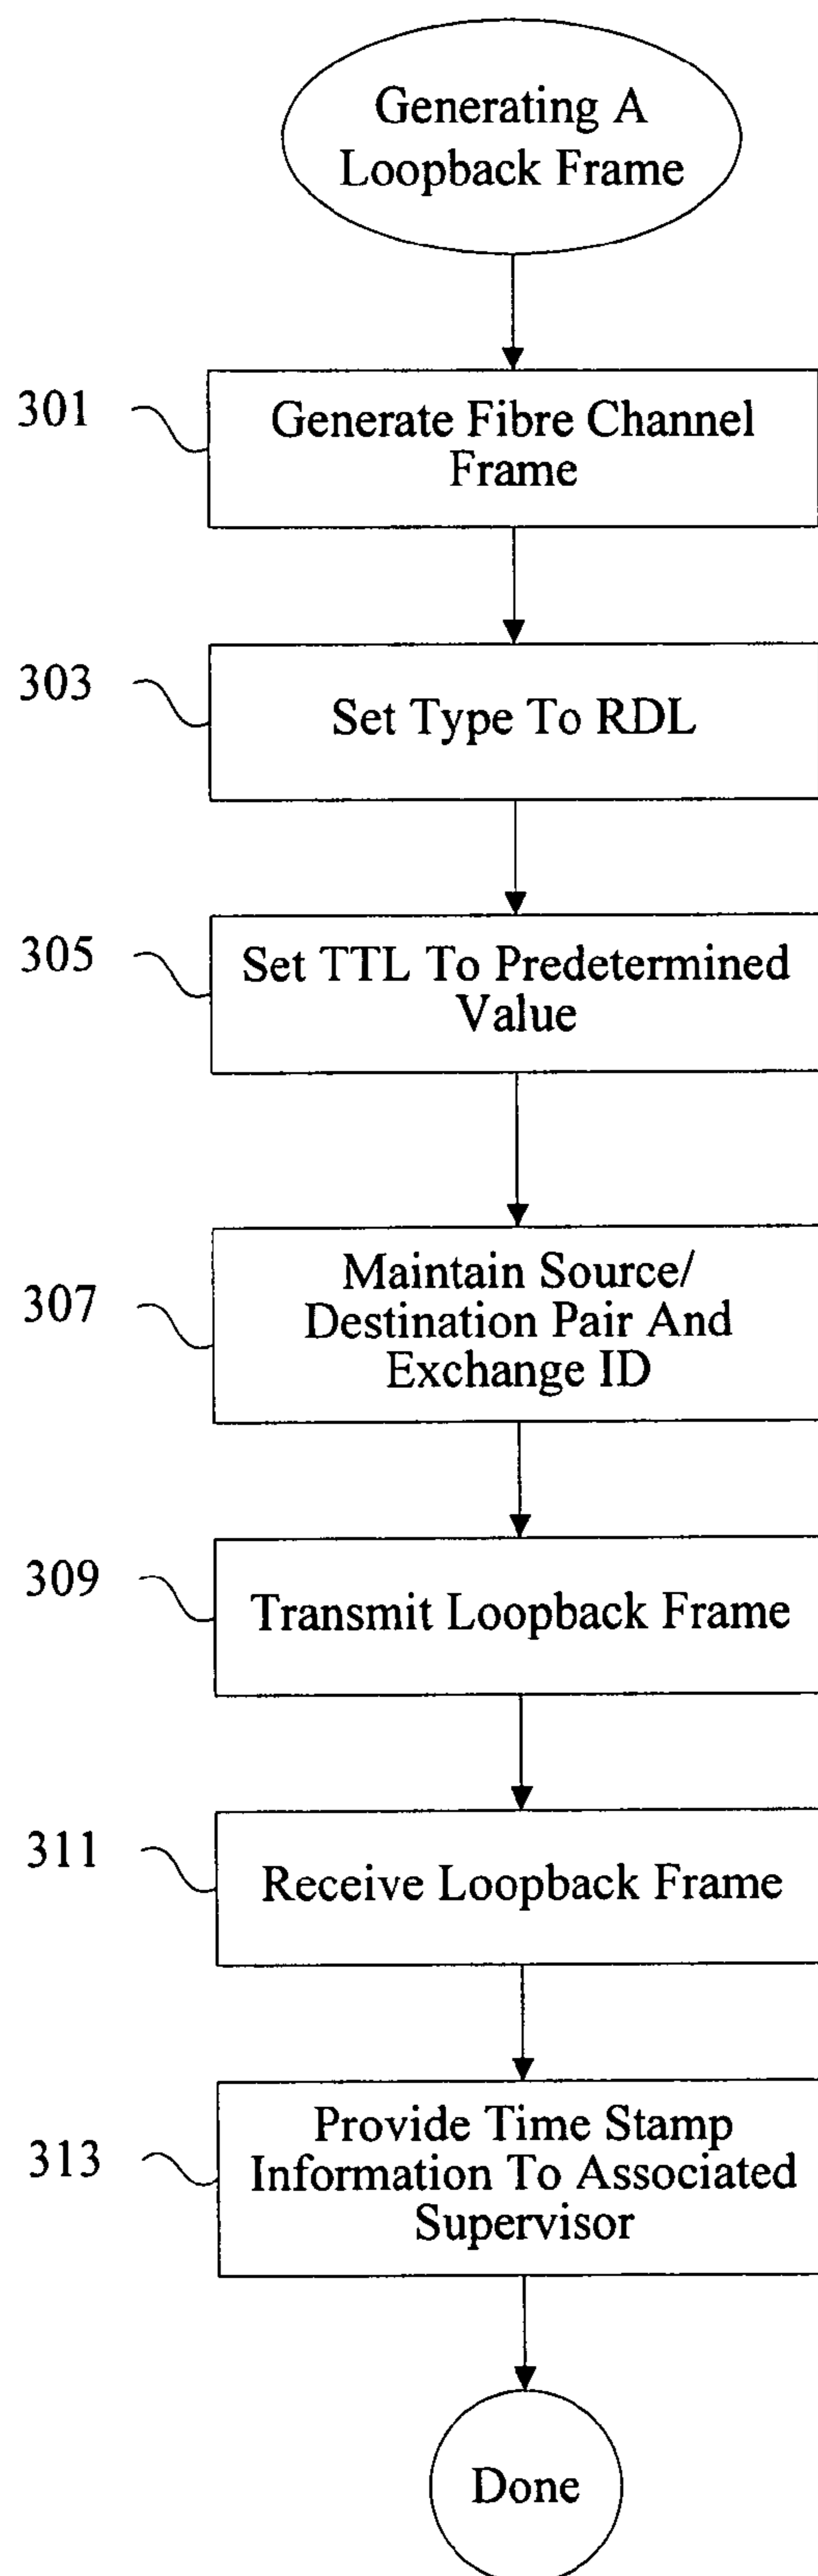 Generating A
Loopback Frame
301
Generate Fibre Channel
Frame
303
Set Type To RDL
305
Set TTL To Predetermined
Value
307
Maintain Source/
Destination Pair And
Exchange ID
309
Transmit Loopback Frame
311
Receive Loopback Frame
313
Provide Time Stamp
Information To Associated
Supervisor
Done